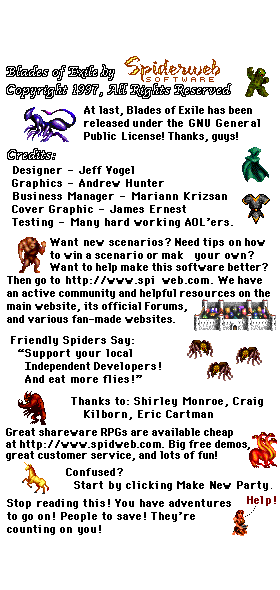 Blades of Exile by Spiderweb
SOFTWARE
Copyright 1997, All Rights Reserved
At last, Blades of Exile has been
released under the GNU General
Public License! Thanks, guys!
Credits:
Designer - Jeff Vogel
Graphics - Andrew Hunter
Business Manager - Mariann Krizsan
Cover Graphic - James Ernest
Testing - Many hard working AOL'ers.
Want new scenarios? Need tips on how
to win a scenario or mak your own?
Want to help make this software better?
Then go to http://www.spi web.com. We have
an active community and helpful resources on the
main website, its official Forums,
and various fan-made websites.
Friendly Spiders Say:
"Support your local
Independent Developers!
And eat more flies!"
Thanks to: Shirley Monroe, Craig
Kilborn, Eric Cartman
Great shareware RPGs are available cheap
at http://www.spidweb.com. Big free demos,
great customer service, and lots of fun!
Confused?
Start by clicking Make New Party.
Stop reading this! You have adventures
to go on! People to save! They're
counting on you!
Help!